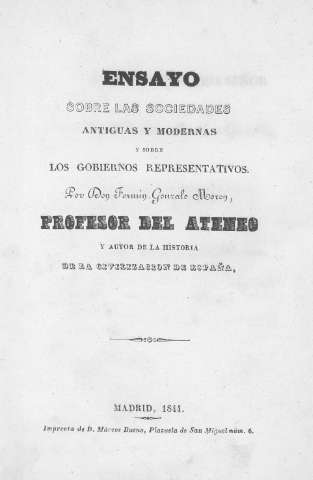 ENSAYO
SOBRE LAS SOCIEDADES
ANTIGUAS Y MODERNAS
Y SOBRE
LOS GOBIERNOS REPRESENTATIVOS.
Por Don Fermin Gonzalo Moron,
PROFESOR DEL ATENEO
Y AUTOR DE LA HISTORIA
DE LA CIVILIZACION DE ESPAÑA,
MADRID, 1841.
Imprenta de D. Márcos Bueno, Plazuela de San Miguel núm. 6.